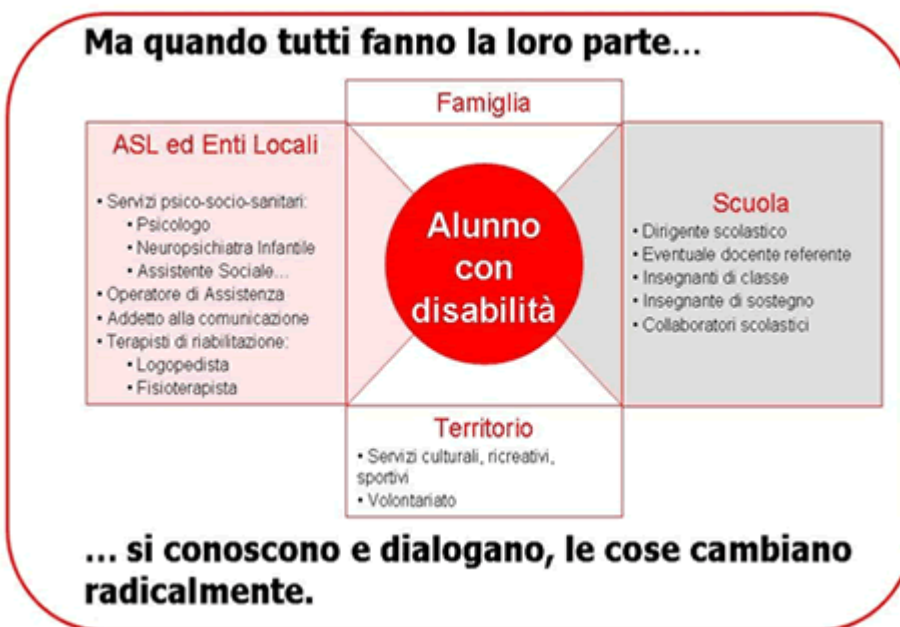 Ma quando tutti fanno la loro parte...
Famiglia
ASL ed Enti Locali
• Servizi psico-socio-sanitari:
• Psicologo
• Neuropsichiatra Infantile
• Assistente Sociale...
• Operatore di Assistenza
• Addetto alla comunicazione
• Terapisti di riabilitazione:
• Logopedista
• Fisioterapista
Alunno
con
disabilità
Scuola
• Dirigente scolastico
• Eventuale docente referente
• Insegnanti di classe
• Insegnante di sostegno
• Collaboratori scolastici
Territorio
• Servizi culturali, ricreativi,
sportivi
• Volontariato
... si conoscono e dialogano, le cose cambiano
radicalmente.